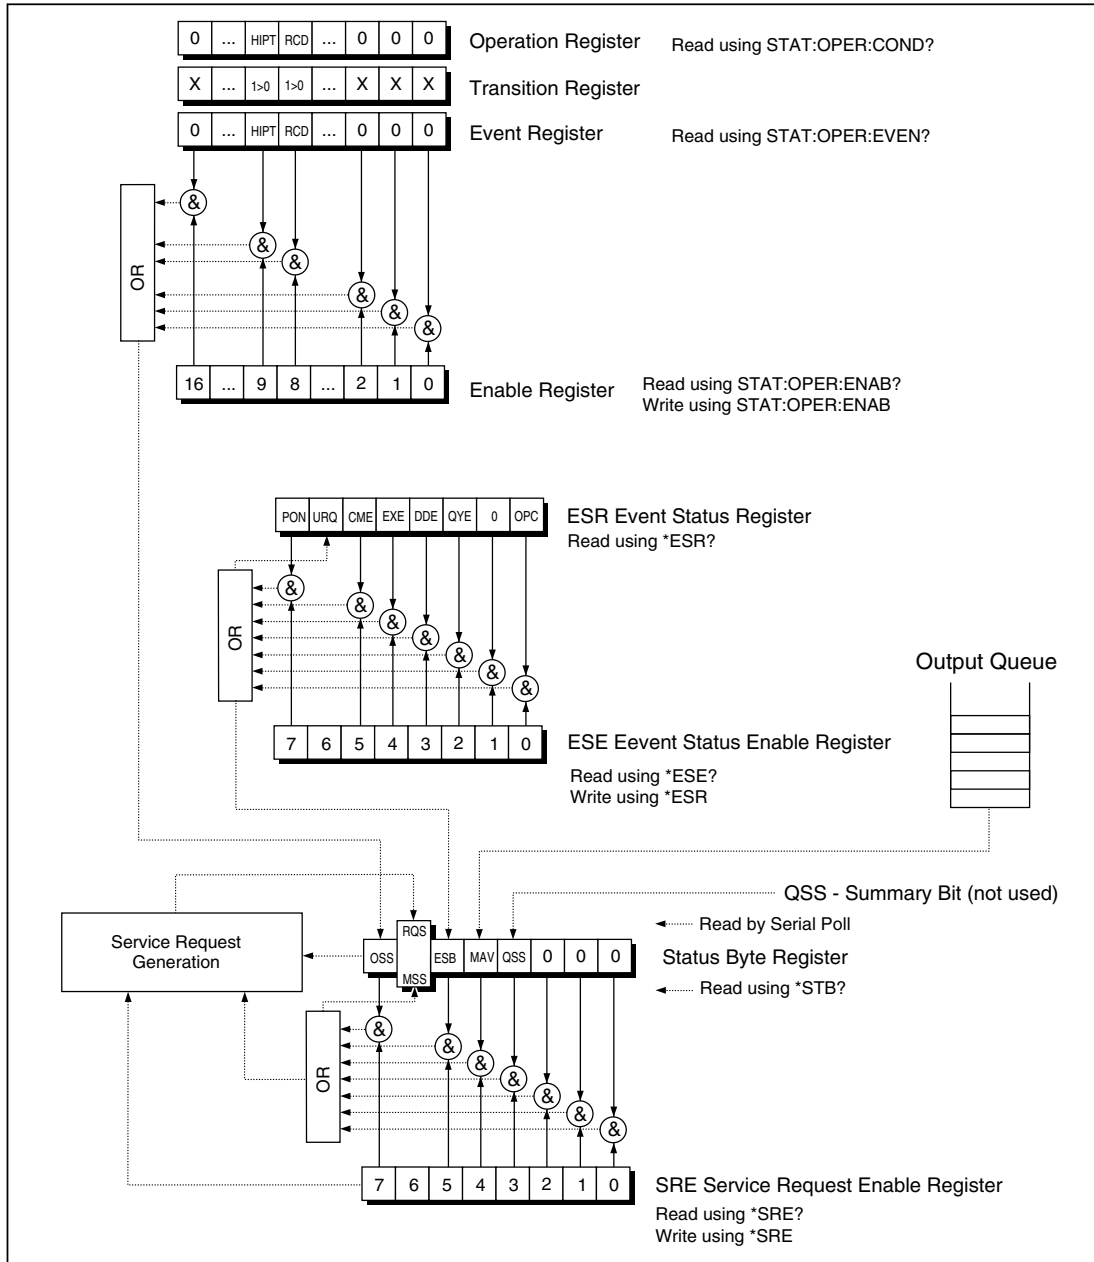 0 ... HIPT RCD ... 0 0 0 Operation Register Read using STAT:OPER:COND?
X ... 1>0 1>0 ... X X X Transition Register
0 ... HIPT RCD ... 0 0 0 Event Register Read using STAT:OPER:EVEN?
&
&
&
OR
&
&
&
16 ... 9 8 ... 2 1 0 Enable Register
Read using STAT:OPER:ENAB?
Write using STAT:OPER:ENAB
PON URQ CME EXE DDE QYE 0 OPC ESR Event Status Register
Read using *ESR?
&
&
&
OR
&
&
&
&
Output Queue
7 6 5 4 3 2 1 0 ESE Eevent Status Enable Register
Read using *ESE?
Write using *ESR
QSS - Summary Bit (not used)
Read by Serial Poll
Service Request
Generation
OSS RQS MSS ESB MAV QSS 0 0 0 Status Byte Register
Read using *STB?
&
&
&
OR
&
&
&
&
7 6 5 4 3 2 1 0 SRE Service Request Enable Register
Read using *SRE?
Write using *SRE